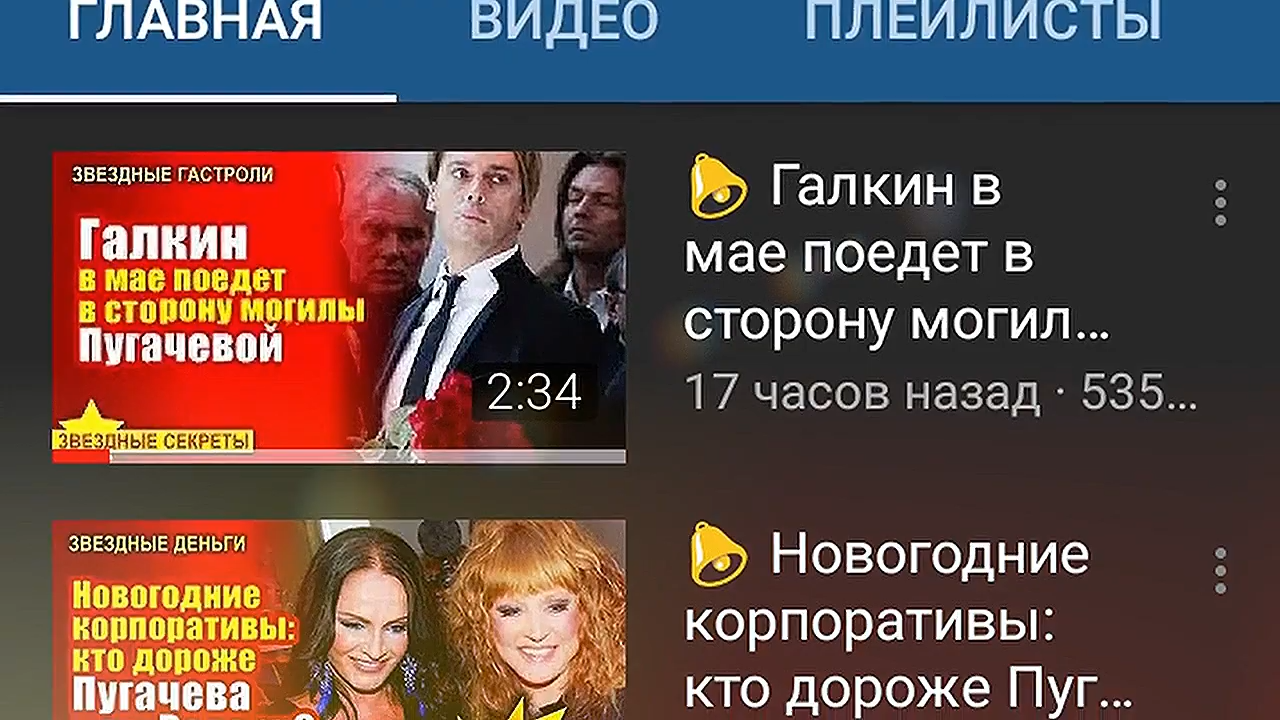 ГЛАВНАЯ ВИДЕО ПЛЕЙЛИСТЫ
ЗВЕЗДНЫЕ ГАСТРОЛИ
Галкин
в мае поедет
в сторону могилы
Пугачевой
2:34
ЗВЕЗДНЫЕ СЕКРЕТЫ
Галкин в
мае поедет в
сторону могил...
17 часов назад · 535...
ЗВЕЗДНЫЕ ДЕНЬГИ
Новогодние
корпоративы:
кто дороже
Пугачева
Новогодние
корпоративы:
кто дороже Пуг...